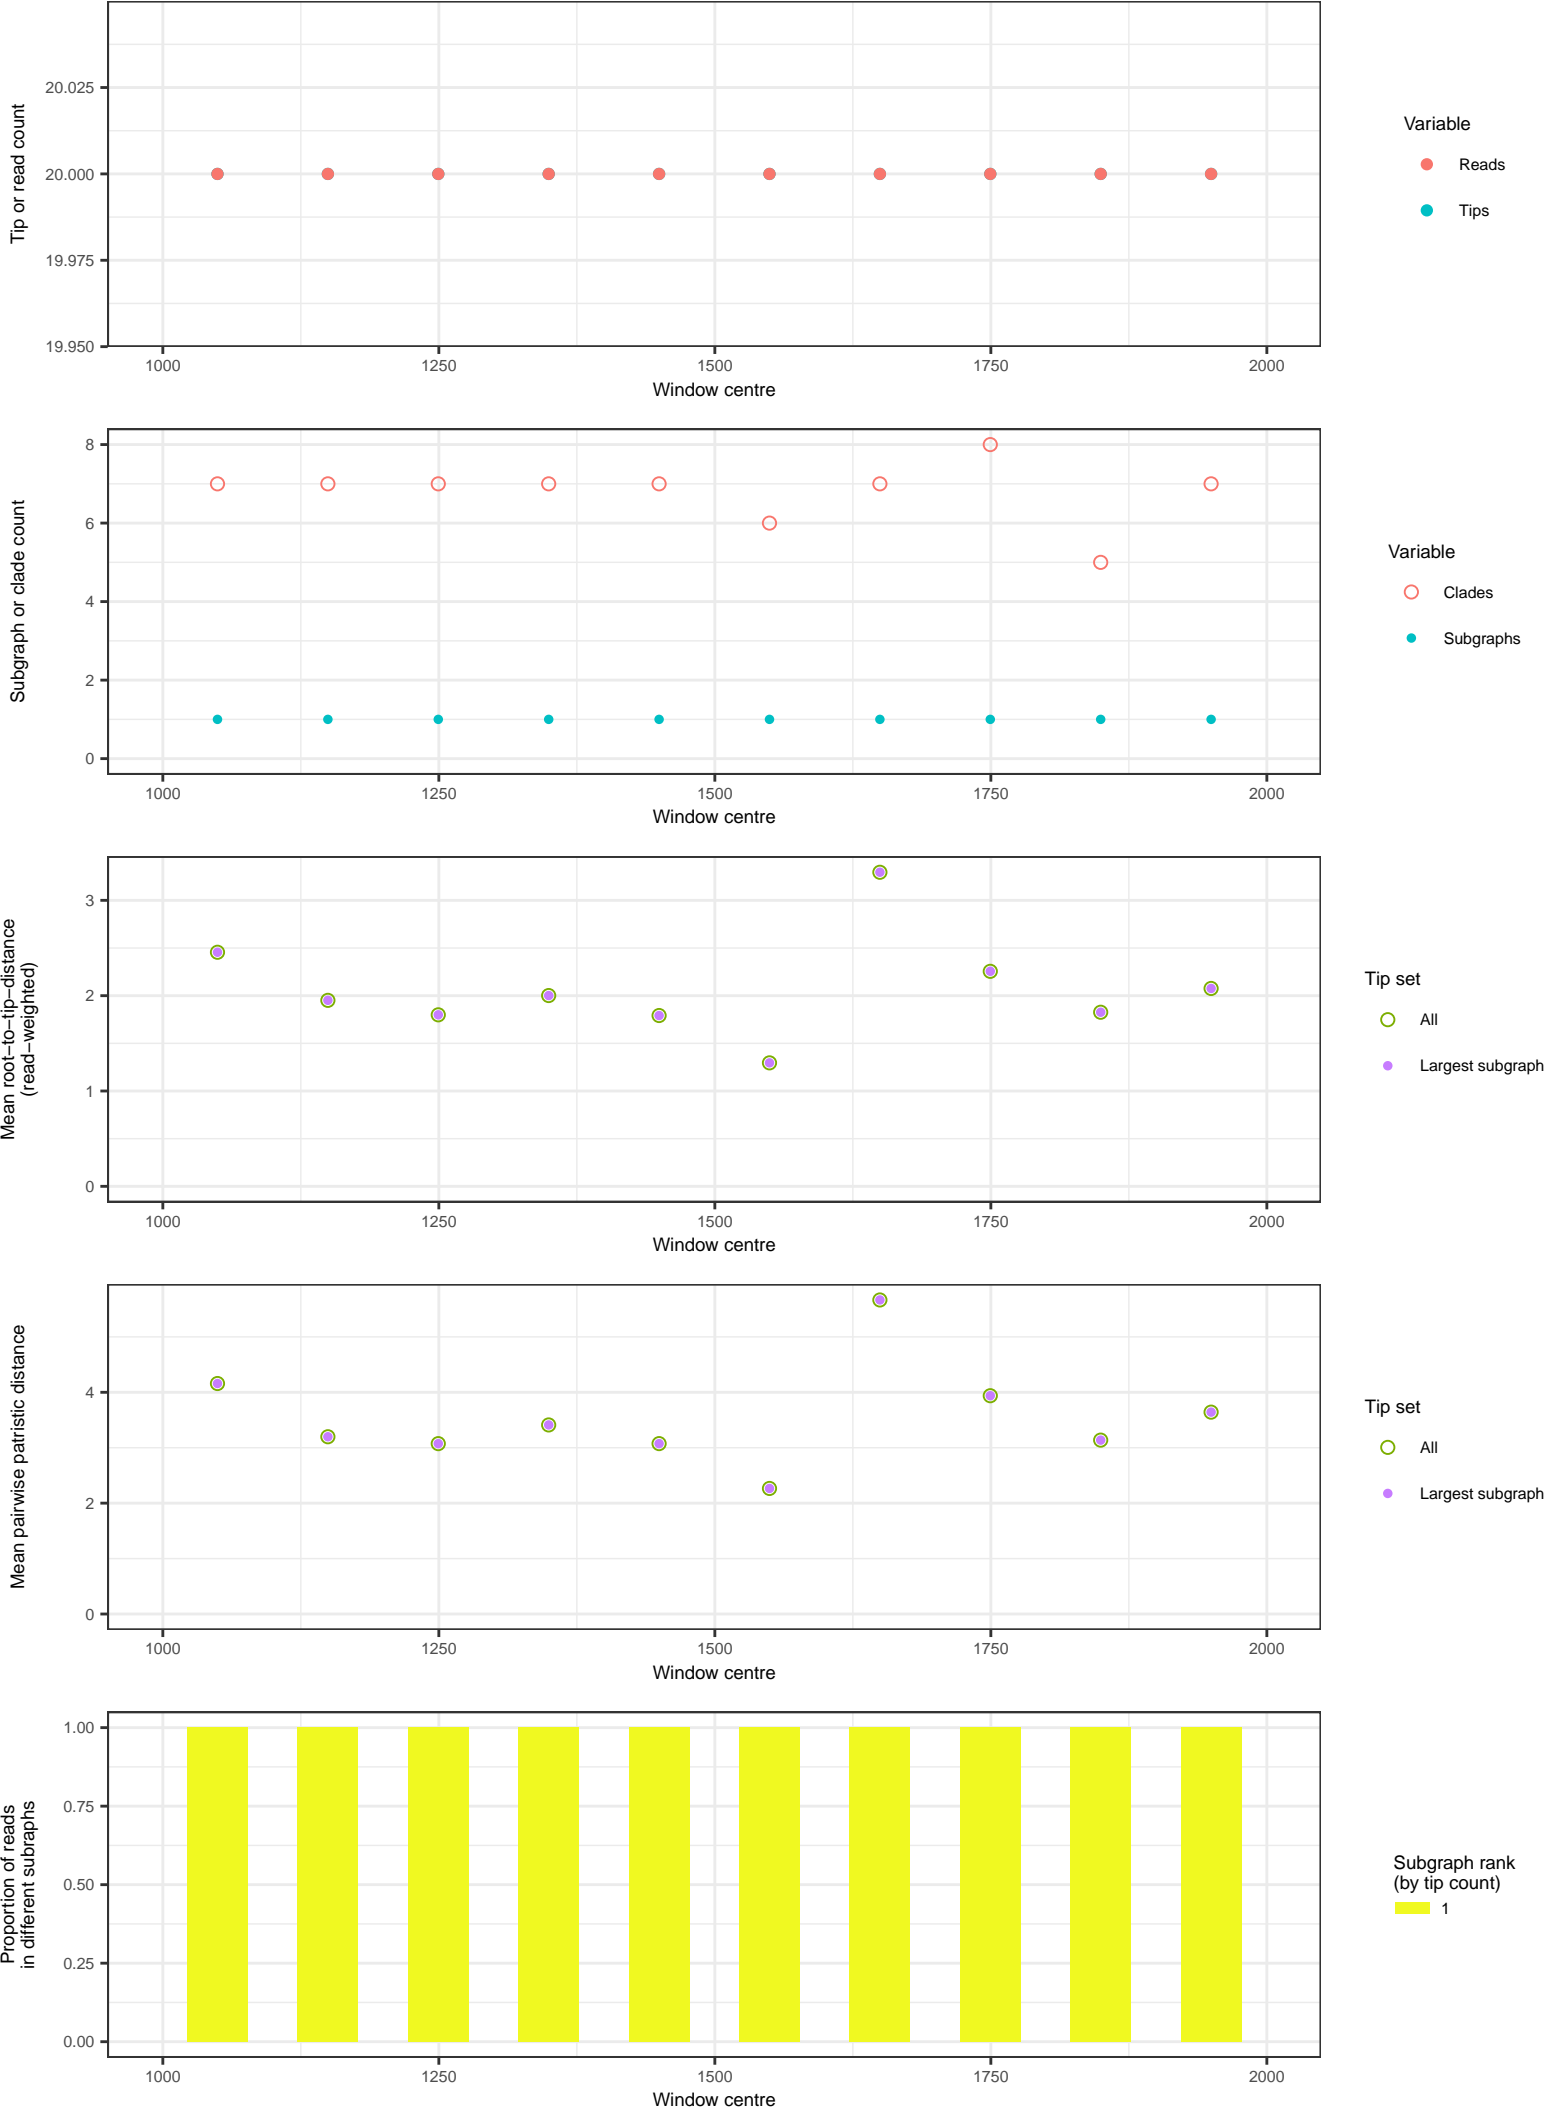 Tip or read count
20.025
20.000
19.975
19.950
1000 1250 1500 1750 2000
Window centre
Variable
Reads
Tips
Subgraph or clade count
8
6
4
2
0
1000 1250 1500 1750 2000
Window centre
Variable
Clades
Subgraphs
Mean root−to−tip−distance
(read−weighted)
3
2
1
0
1000 1250 1500 1750 2000
Window centre
Tip set
All
Largest subgraph
Mean pairwise patristic distance
4
2
0
1000 1250 1500 1750 2000
Window centre
Tip set
All
Largest subgraph
Proportion of reads
in different subraphs
1.00
0.75
0.50
0.25
0.00
1000 1250 1500 1750 2000
Window centre
Subgraph rank
(by tip count)
1